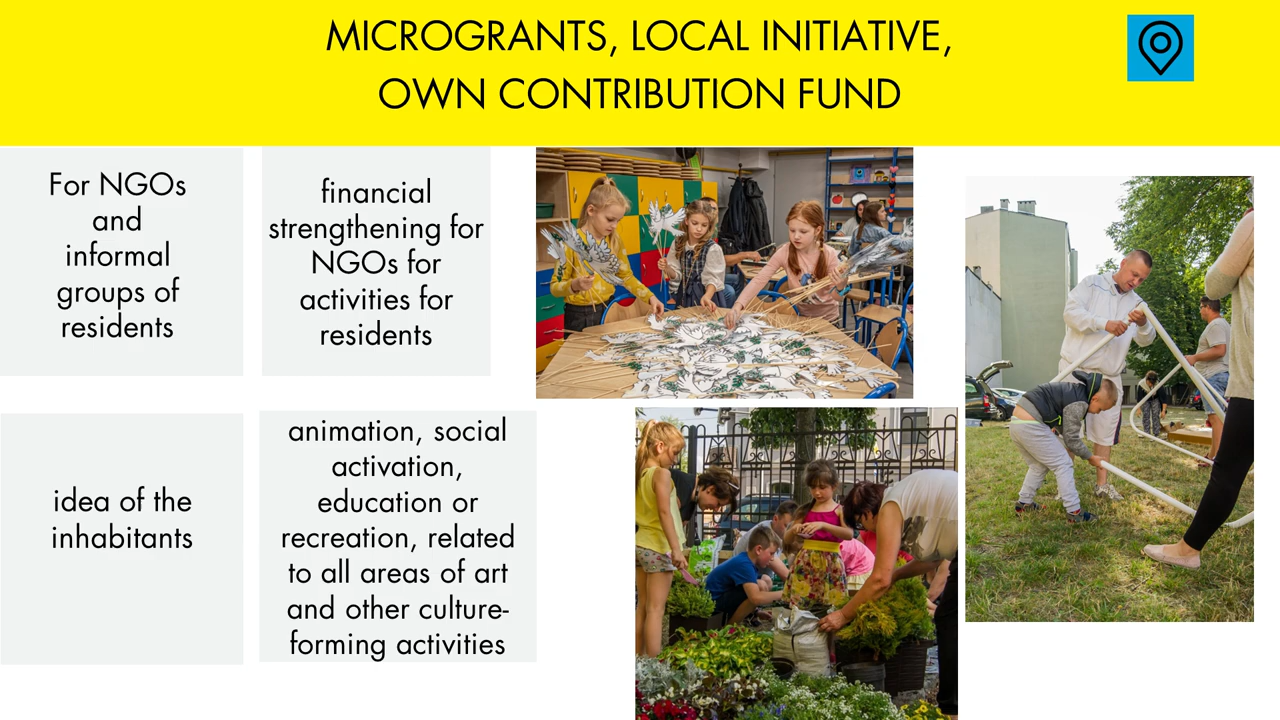 MICROGRANTS, LOCAL INITIATIVE,
OWN CONTRIBUTION FUND
For NGOs
and
informal
groups of
residents
financial
strengthening for
NGOs for
activities for
residents
idea of the
inhabitants
animation, social
activation,
education or
recreation, related
to all areas of art
and other culture-
forming activities